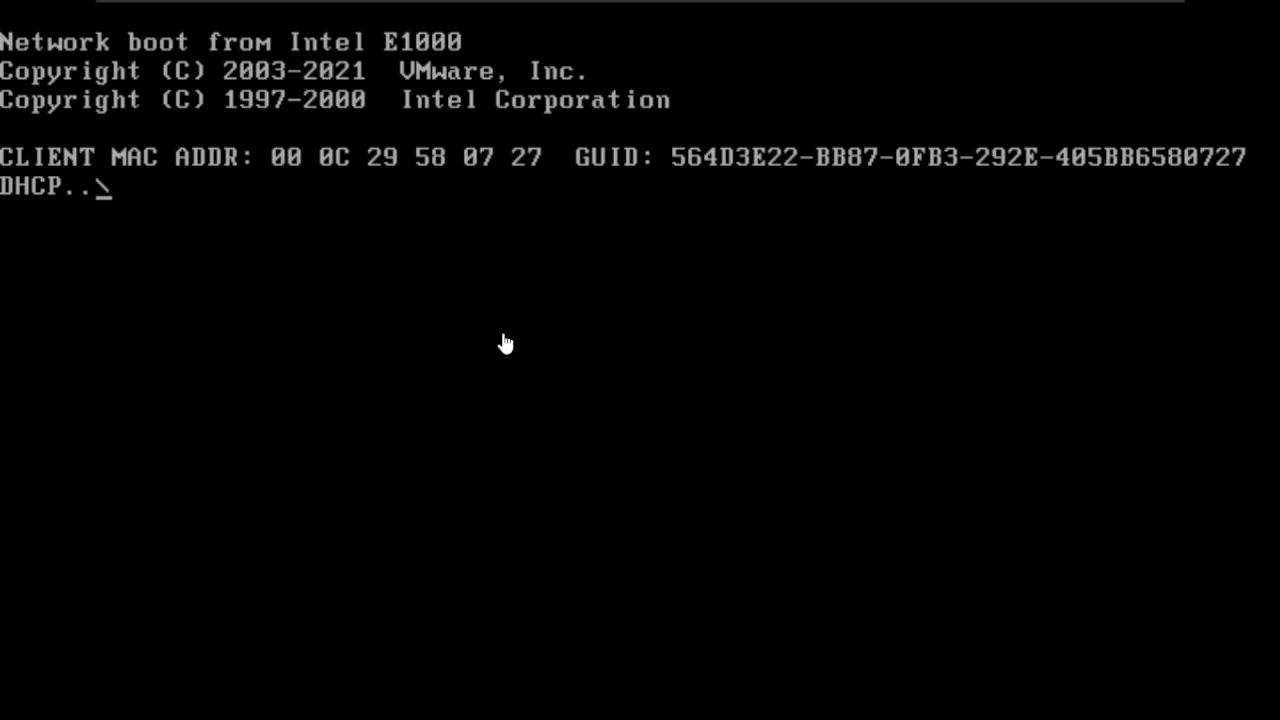 Network boot from Intel E1000
Copyright (C) 2003-2021  VMware, Inc.
Copyright (C) 1997-2000  Intel Corporation
CLIENT MAC ADDR: 00 0C 29 58 07 27  GUID: 564D3E22-BB87-0FB3-292E-405BB6580727
DHCP..\